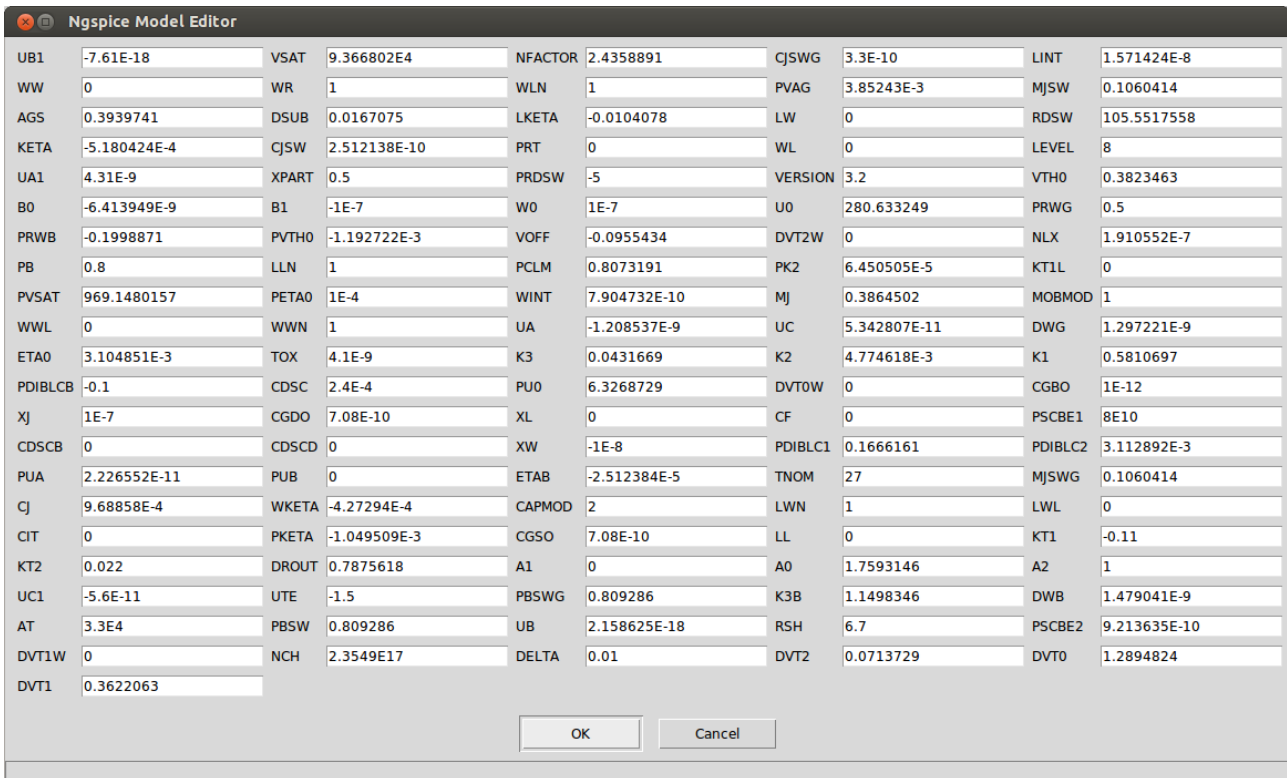 Ngspice Model Editor
UB1 -7.61E-18 VSAT 9.366802E4 NFACTOR 2.4358891 CJSWG 3.3E-10 LINT 1.571424E-8
WW 0 WR 1 WLN 1 PVAG 3.85243E-3 MJSW 0.1060414
AGS 0.3939741 DSUB 0.0167075 LKETA -0.0104078 LW 0 RDSW 105.5517558
KETA -5.180424E-4 CJSW 2.512138E-10 PRT 0 WL 0 LEVEL 8
UA1 4.31E-9 XPART 0.5 PRDSW -5 VERSION 3.2 VTH0 0.3823463
B0 -6.413949E-9 B1 -1E-7 W0 1E-7 U0 280.633249 PRWG 0.5
PRWB -0.1998871 PVTH0 -1.192722E-3 VOFF -0.0955434 DVT2W 0 NLX 1.910552E-7
PB 0.8 LLN 1 PCLM 0.8073191 PK2 6.450505E-5 KT1L 0
PVSAT 969.1480157 PETA0 1E-4 WINT 7.904732E-10 MJ 0.3864502 MOBMOD 1
WWL 0 WWN 1 UA -1.208537E-9 UC 5.342807E-11 DWG 1.297221E-9
ETA0 3.104851E-3 TOX 4.1E-9 K3 0.0431669 K2 4.774618E-3 K1 0.5810697
PDIBLCB -0.1 CDSC 2.4E-4 PU0 6.3268729 DVT0W 0 CGBO 1E-12
XJ 1E-7 CGDO 7.08E-10 XL 0 CF 0 PSCBE1 8E10
CDSCB 0 CDSCD 0 XW -1E-8 PDIBLC1 0.1666161 PDIBLC2 3.112892E-3
PUA 2.226552E-11 PUB 0 ETAB -2.512384E-5 TNOM 27 MJSWG 0.1060414
CJ 9.68858E-4 WKETA -4.27294E-4 CAPMOD 2 LWN 1 LWL 0
CIT 0 PKETA -1.049509E-3 CGSO 7.08E-10 LL 0 KT1 -0.11
KT2 0.022 DROUT 0.7875618 A1 0 A0 1.7593146 A2 1
UC1 -5.6E-11 UTE -1.5 PBSWG 0.809286 K3B 1.1498346 DWB 1.479041E-9
AT 3.3E4 PBSW 0.809286 UB 2.158625E-18 RSH 6.7 PSCBE2 9.213635E-10
DVT1W 0 NCH 2.3549E17 DELTA 0.01 DVT2 0.0713729 DVT0 1.2894824
DVT1 0.3622063
OK Cancel